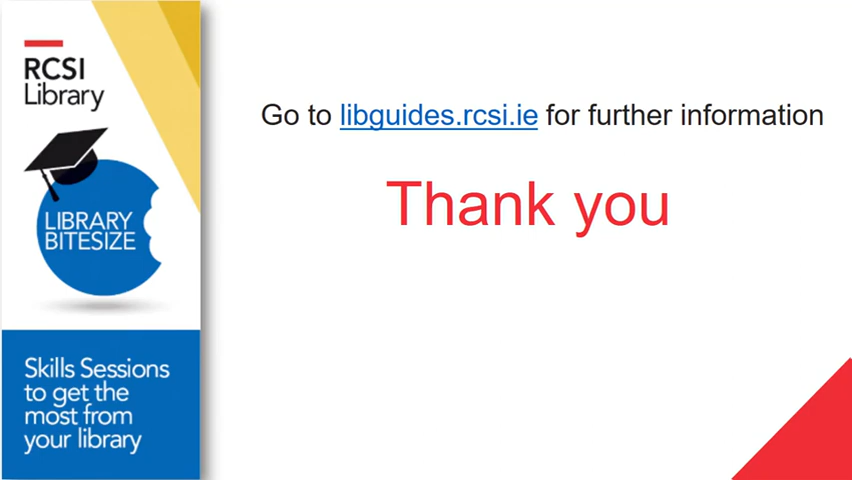 RCSI
Library
LIBRARY
BITESIZE
Skills Sessions
to get the
most from
your library
Go to libguides.rcsi.ie for further information
Thank you